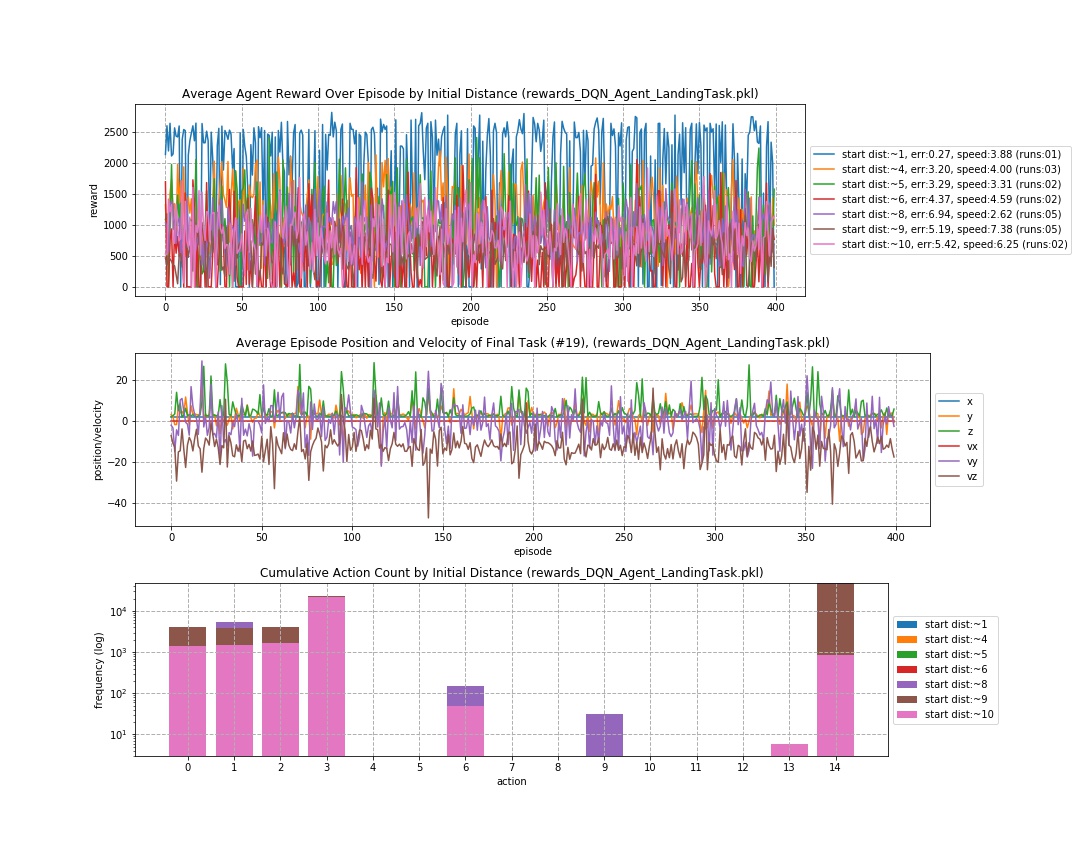 Average Agent Reward Over Episode by Initial Distance (rewards_DQN_Agent_LandingTask.pkl)
2500
2000
1500
1000
500
0
reward
0 50 100 150 200 250 300 350 400
episode
start dist:~1, err:0.27, speed:3.88 (runs:01)
start dist:~4, err:3.20, speed:4.00 (runs:03)
start dist:~5, err:3.29, speed:3.31 (runs:02)
start dist:~6, err:4.37, speed:4.59 (runs:02)
start dist:~8, err:6.94, speed:2.62 (runs:05)
start dist:~9, err:5.19, speed:7.38 (runs:05)
start dist:~10, err:5.42, speed:6.25 (runs:02)
Average Episode Position and Velocity of Final Task (#19), (rewards_DQN_Agent_LandingTask.pkl)
20
0
−20
−40
position/velocity
0 50 100 150 200 250 300 350 400
episode
x
y
z
vx
vy
vz
Cumulative Action Count by Initial Distance (rewards_DQN_Agent_LandingTask.pkl)
10⁴
10³
10²
10¹
frequency (log)
0 1 2 3 4 5 6 7 8 9 10 11 12 13 14
action
start dist:~1
start dist:~4
start dist:~5
start dist:~6
start dist:~8
start dist:~9
start dist:~10